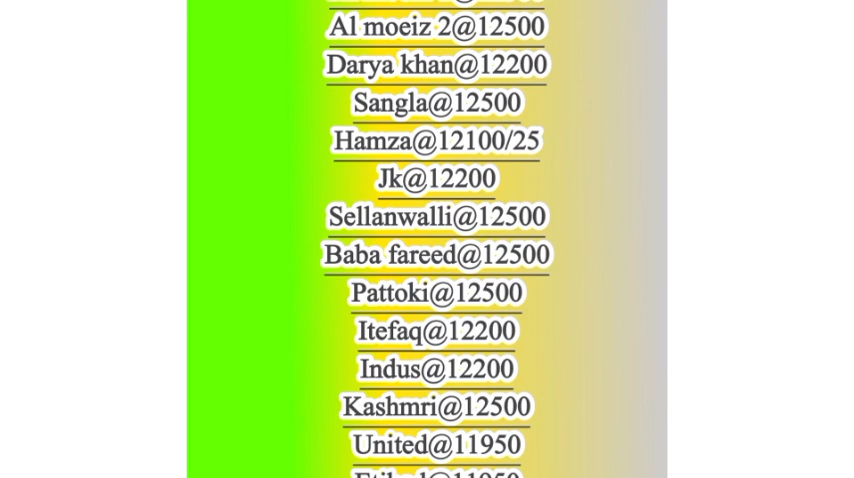 Al moeiz 2@12500
Darya khan@12200
Sangla@12500
Hamza@12100/25
Jk@12200
Sellanwalli@12500
Baba fareed@12500
Pattoki@12500
Itefaq@12200
Indus@12200
Kashmri@12500
United@11950